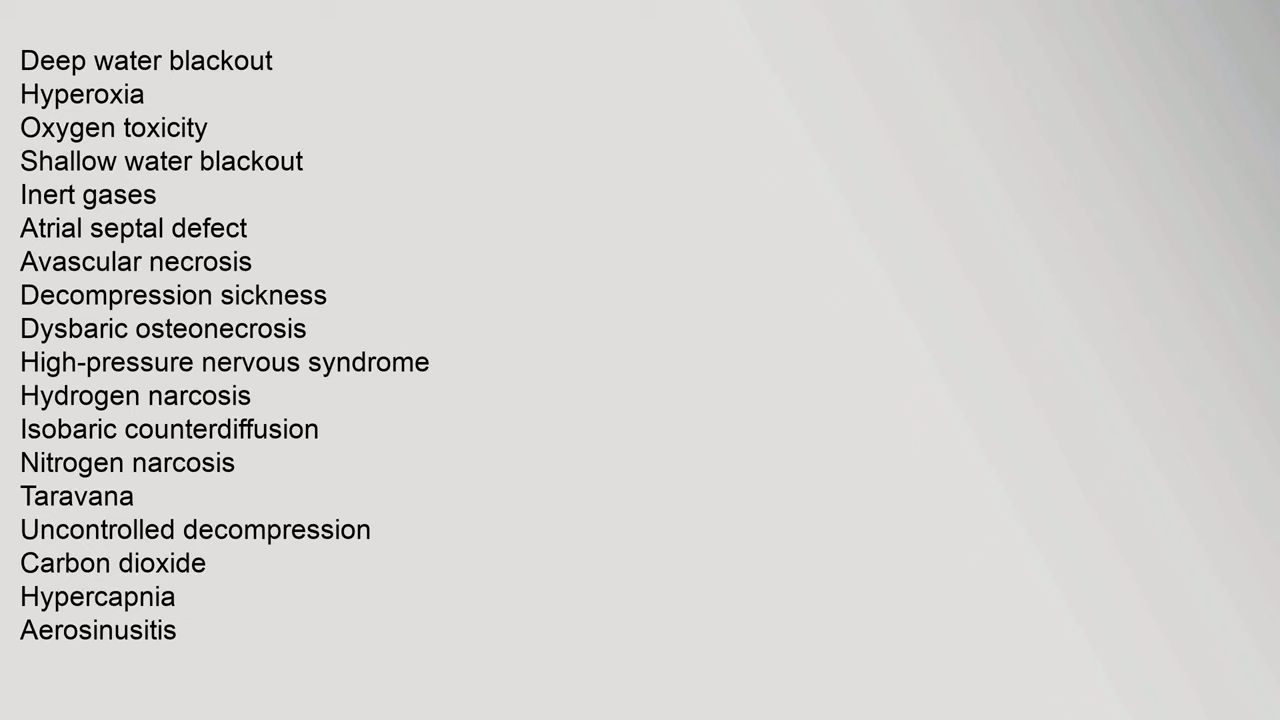 Deep water blackout
Hyperoxia
Oxygen toxicity
Shallow water blackout
Inert gases
Atrial septal defect
Avascular necrosis
Decompression sickness
Dysbaric osteonecrosis
High-pressure nervous syndrome
Hydrogen narcosis
Isobaric counterdiffusion
Nitrogen narcosis
Taravana
Uncontrolled decompression
Carbon dioxide
Hypercapnia
Aerosinusitis